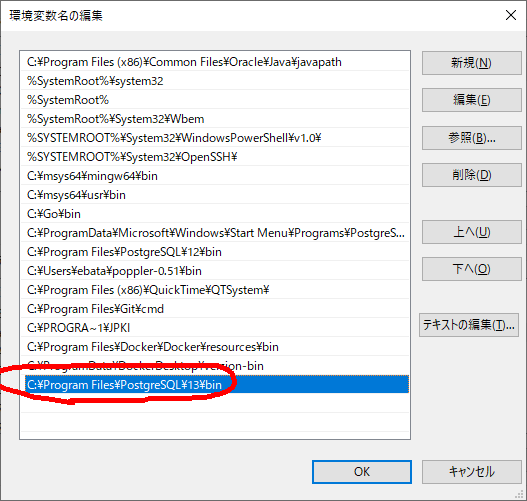 環境変数名の編集
C:¥Program Files (x86)¥Common Files¥Oracle¥Java¥javapath
%SystemRoot%¥system32
%SystemRoot%
%SystemRoot%¥System32¥Wbem
%SYSTEMROOT%¥System32¥WindowsPowerShell¥v1.0¥
%SYSTEMROOT%¥System32¥OpenSSH¥
C:¥msys64¥mingw64¥bin
C:¥msys64¥usr¥bin
C:¥Go¥bin
C:¥ProgramData¥Microsoft¥Windows¥Start Menu¥Programs¥PostgreS...
C:¥Program Files¥PostgreSQL¥12¥bin
C:¥Users¥ebata¥poppler-0.51¥bin
C:¥Program Files (x86)¥QuickTime¥QTSystem¥
C:¥Program Files¥Git¥cmd
C:¥PROGRA~1¥JPKI
C:¥Program Files¥Docker¥Docker¥resources¥bin
C:¥ProgramData¥DockerDesktop¥version-bin
C:¥Program Files¥PostgreSQL¥13¥bin
新規(N)
編集(E)
参照(B)...
削除(D)
上へ(U)
下へ(O)
テキストの編集(T)...
OK
キャンセル